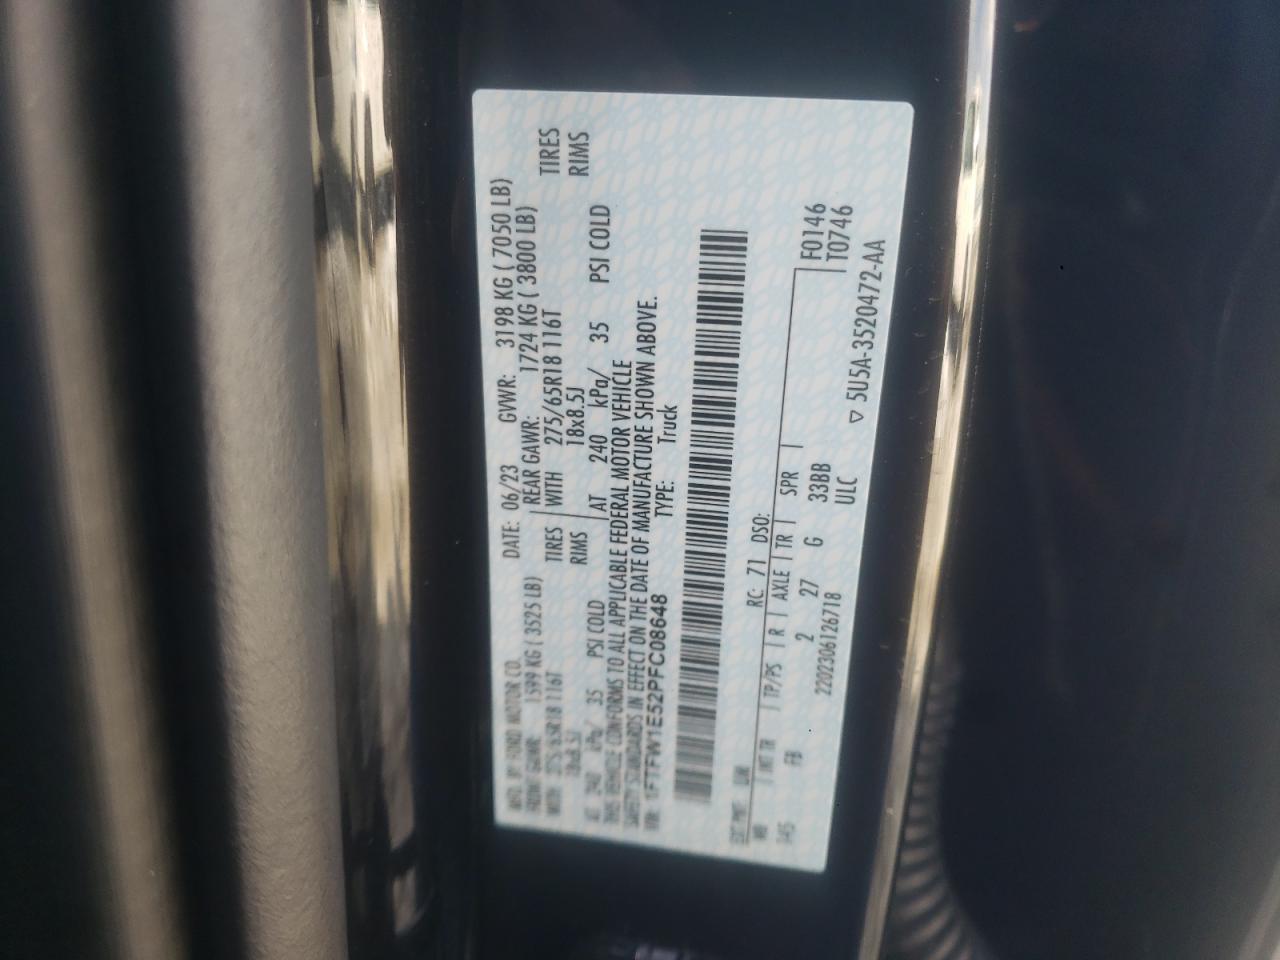 MFD. BY FORD MOTOR CO. DATE: 06/23 GVWR: 3198 KG ( 7050 LB)
FRONT GAWR: 1599 KG ( 3525 LB) REAR GAWR: 1724 KG ( 3800 LB)
WITH 275/65R18 116T TIRES WITH 275/65R18 116T TIRES
18x8.5J RIMS 18x8.5J RIMS
AT 240 kPa/ 35 PSI COLD AT 240 kPa/ 35 PSI COLD
THIS VEHICLE CONFORMS TO ALL APPLICABLE FEDERAL MOTOR VEHICLE
SAFETY STANDARDS IN EFFECT ON THE DATE OF MANUFACTURE SHOWN ABOVE.
VIN: 1FTFW1E52PFC08648 TYPE: Truck
EXT PNT: RC: 71 DSO:
WB INT TR TP/PS R AXLE TR SPR F0146
145 FB 2 27 G 33BB T0746
2202306126718 ULC
▽ 5U5A-3520472-AA